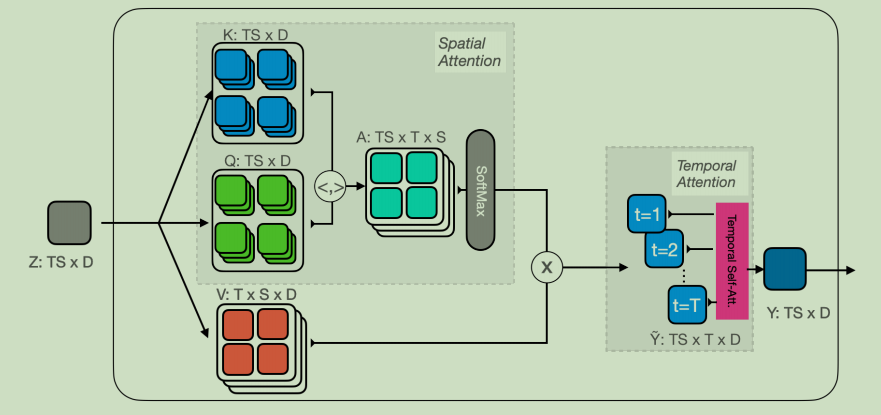 K: TS x D
Spatial
Attention
A: TS x T x S
Q: TS x D
<,>
SoftMax
Z: TS x D
V: T x S x D
X
Temporal
Attention
t=1
t=2
t=T
Temporal Self-Att.
Ỹ: TS x T x D
Y: TS x D